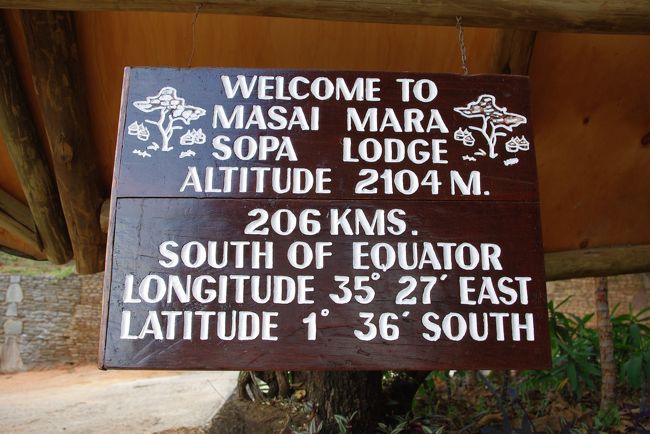 WELCOME TO
MASAI MARA
SOPA LODGE
ALTITUDE 2104 M.
206 KMS.
SOUTH OF EQUATOR
LONGITUDE 35° 27′ EAST
LATITUDE 1° 36′ SOUTH